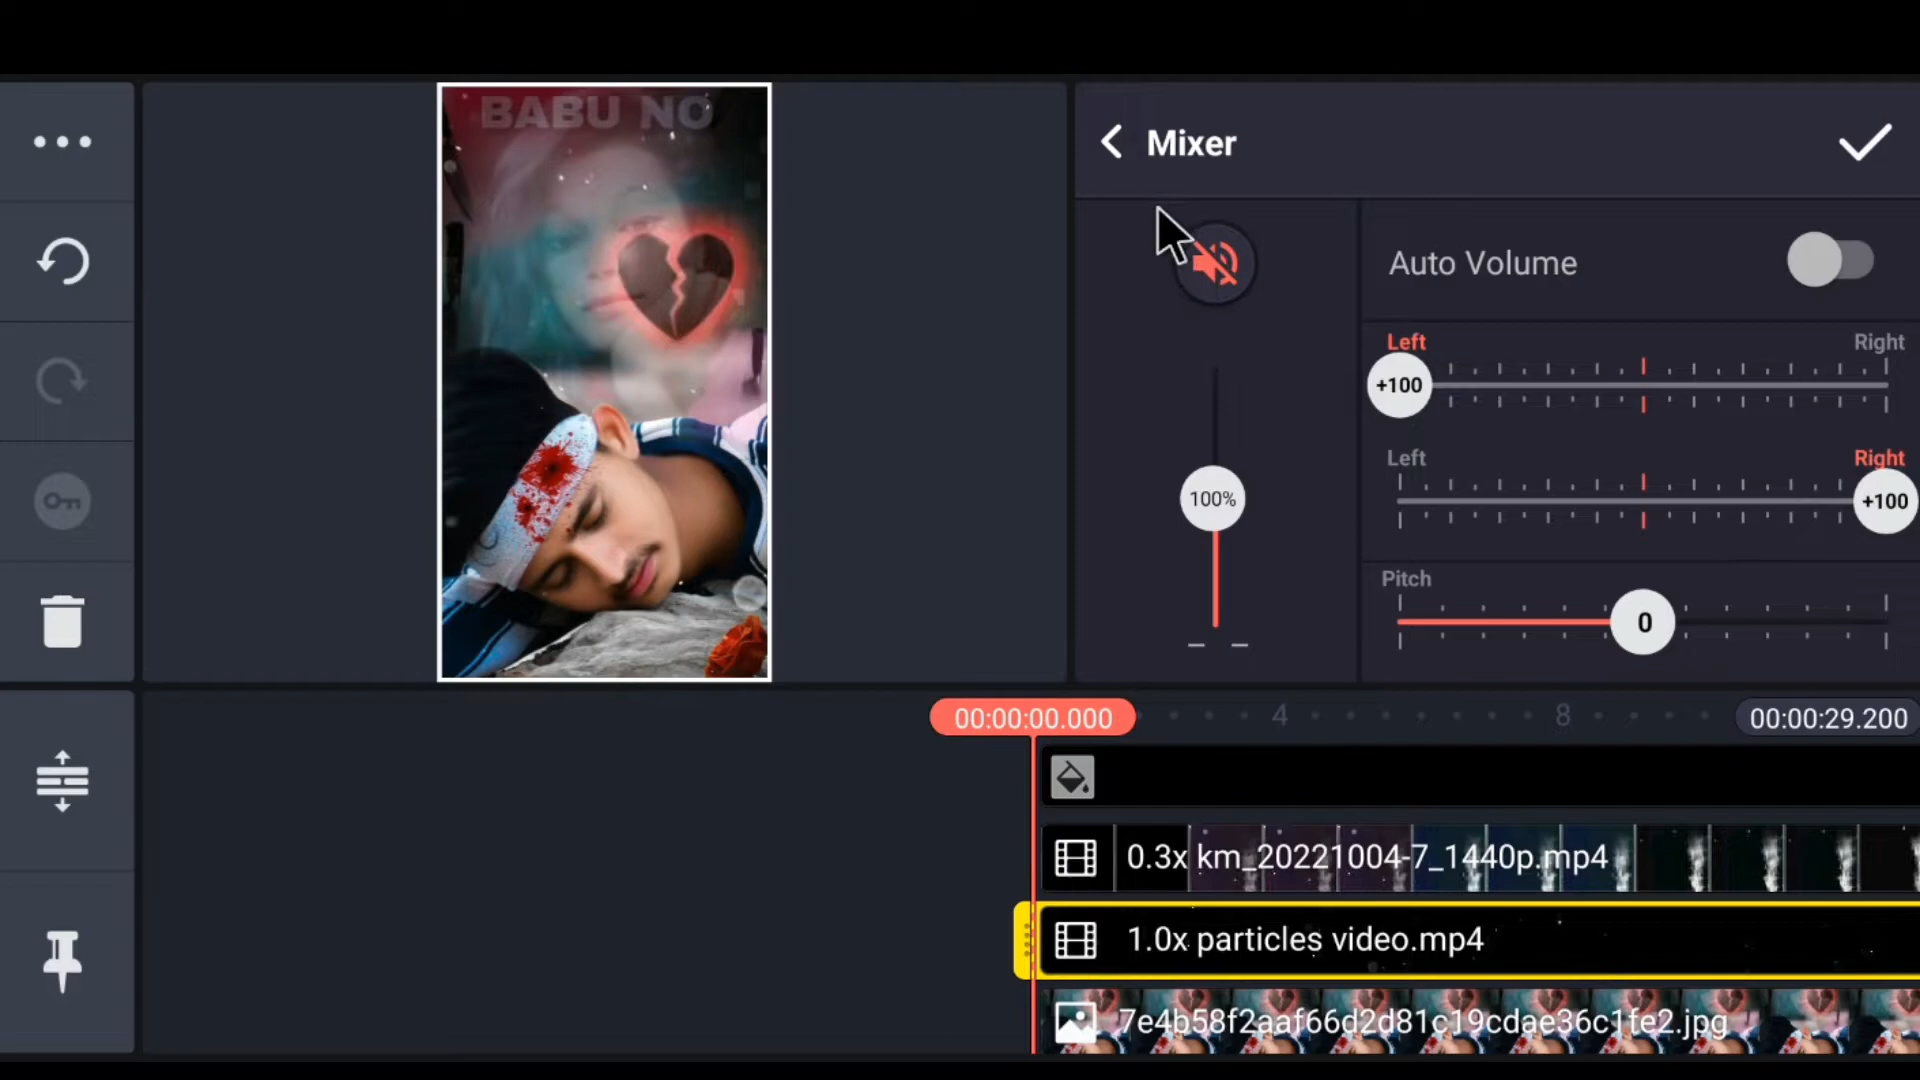 BABU NO
Mixer
Auto Volume
Left
Right
+100
Left
Right
+100
100%
Pitch
0
00:00:00.000
4
8
00:00:29.200
0.3x km_20221004-7_1440p.mp4
1.0x particles video.mp4
7e4b58f2aaf66d2d81c19cdae36c1fe2.jpg